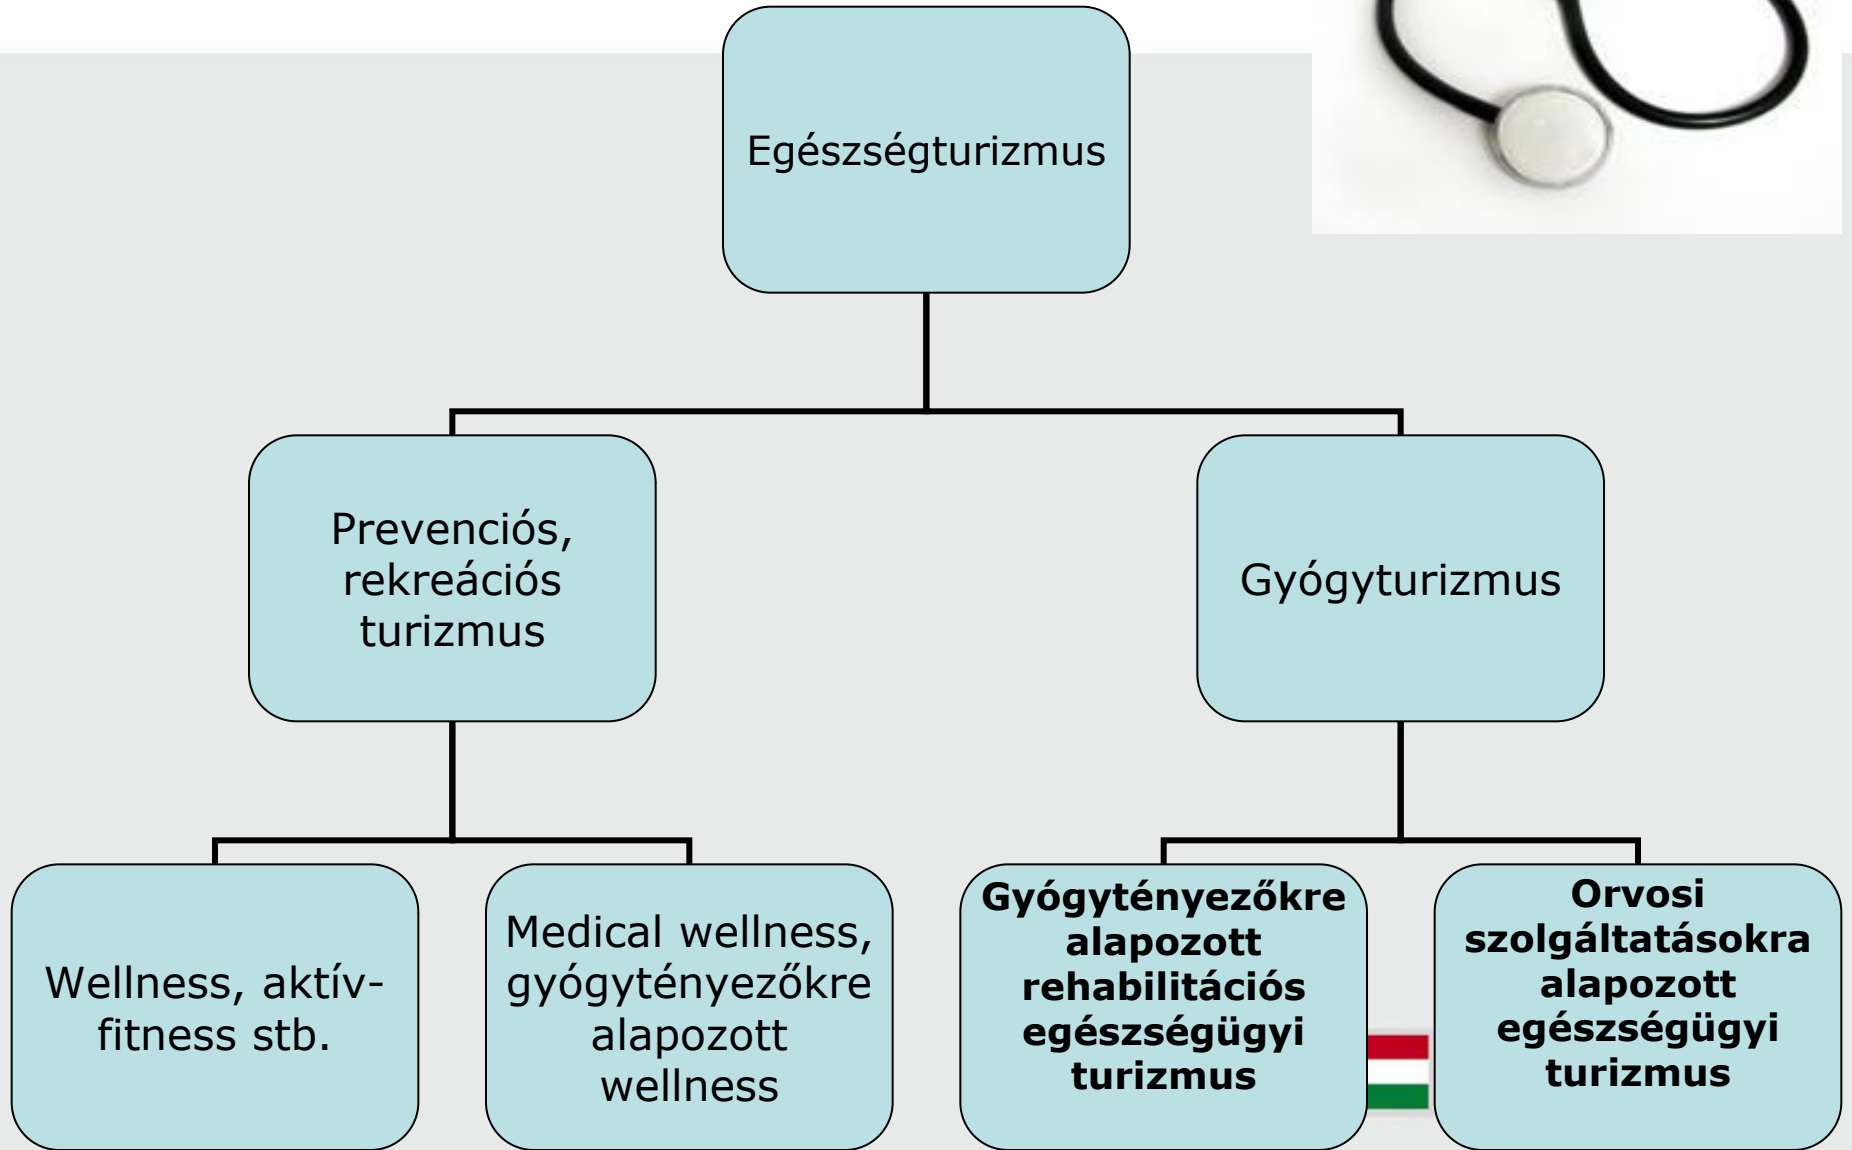 Egészségturizmus
Prevenciós,
rekreációs
turizmus
Gyógyturizmus
Wellness, aktív-
fitness stb.
Medical wellness,
gyógytényezőkre
alapozott
wellness
Gyógytényezőkre
alapozott
rehabilitációs
egészségügyi
turizmus
Orvosi
szolgáltatásokra
alapozott
egészségügyi
turizmus